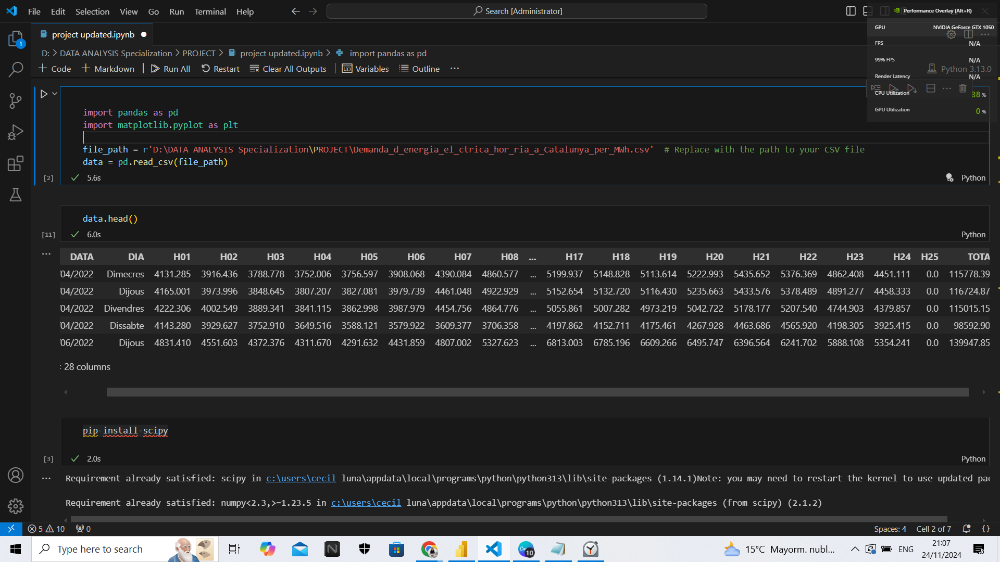 File Edit Selection View Go Run Terminal Help
Search [Administrator]
Performance Overlay (Alt+R)
GPU NVIDIA GeForce GTX 1050
FPS N/A
99% FPS N/A
Render Latency N/A
CPU Utilization 38 %
GPU Utilization 0 %
1
project updated.ipynb
D: > DATA ANALYSIS Specialization > PROJECT > project updated.ipynb > import pandas as pd
+ Code + Markdown | Run All Restart Clear All Outputs | Variables Outline ...
Python 3.13.0
import pandas as pd
import matplotlib.pyplot as plt
file_path = r'D:\DATA ANALYSIS Specialization\PROJECT\Demanda_d_energia_el_ctrica_hor_ria_a_Catalunya_per_MWh.csv' # Replace with the path to your CSV file
data = pd.read_csv(file_path)
[2] 5.6s Python
data.head()
[11] 6.0s Python
DATA DIA H01 H02 H03 H04 H05 H06 H07 H08 ... H17 H18 H19 H20 H21 H22 H23 H24 H25 TOTA
/04/2022 Dimecres 4131.285 3916.436 3788.778 3752.006 3756.597 3908.068 4390.084 4860.577 ... 5199.937 5148.828 5113.614 5222.993 5435.652 5376.369 4862.408 4451.111 0.0 115778.39
/04/2022 Dijous 4165.001 3973.996 3848.645 3807.207 3827.081 3979.739 4461.048 4922.929 ... 5152.654 5132.720 5116.430 5235.663 5433.576 5378.489 4891.277 4458.333 0.0 116724.87
/04/2022 Divendres 4222.306 4002.549 3889.341 3841.115 3862.998 3987.979 4454.756 4864.776 ... 5055.861 5007.282 4973.219 5042.722 5178.177 5207.540 4744.903 4379.857 0.0 115015.15
/04/2022 Dissabte 4143.280 3929.627 3752.910 3649.516 3588.121 3579.922 3609.377 3706.358 ... 4197.862 4152.711 4175.461 4267.928 4463.686 4565.920 4198.305 3925.415 0.0 98592.90
/06/2022 Dijous 4831.410 4551.603 4372.376 4311.670 4291.632 4431.859 4807.002 5327.623 ... 6813.003 6785.196 6609.266 6495.747 6396.564 6241.702 5888.108 5354.241 0.0 139947.85
28 columns
pip install scipy
[3] 2.0s Python
Requirement already satisfied: scipy in c:\users\cecil luna\appdata\local\programs\python\python313\lib\site-packages (1.14.1)Note: you may need to restart the kernel to use updated pac
Requirement already satisfied: numpy<2.3,>=1.23.5 in c:\users\cecil luna\appdata\local\programs\python\python313\lib\site-packages (from scipy) (2.1.2)
5 10 0
Spaces: 4 Cell 2 of 7 {}
Type here to search
10
15°C Mayorm. nubl...
ENG
21:07
24/11/2024